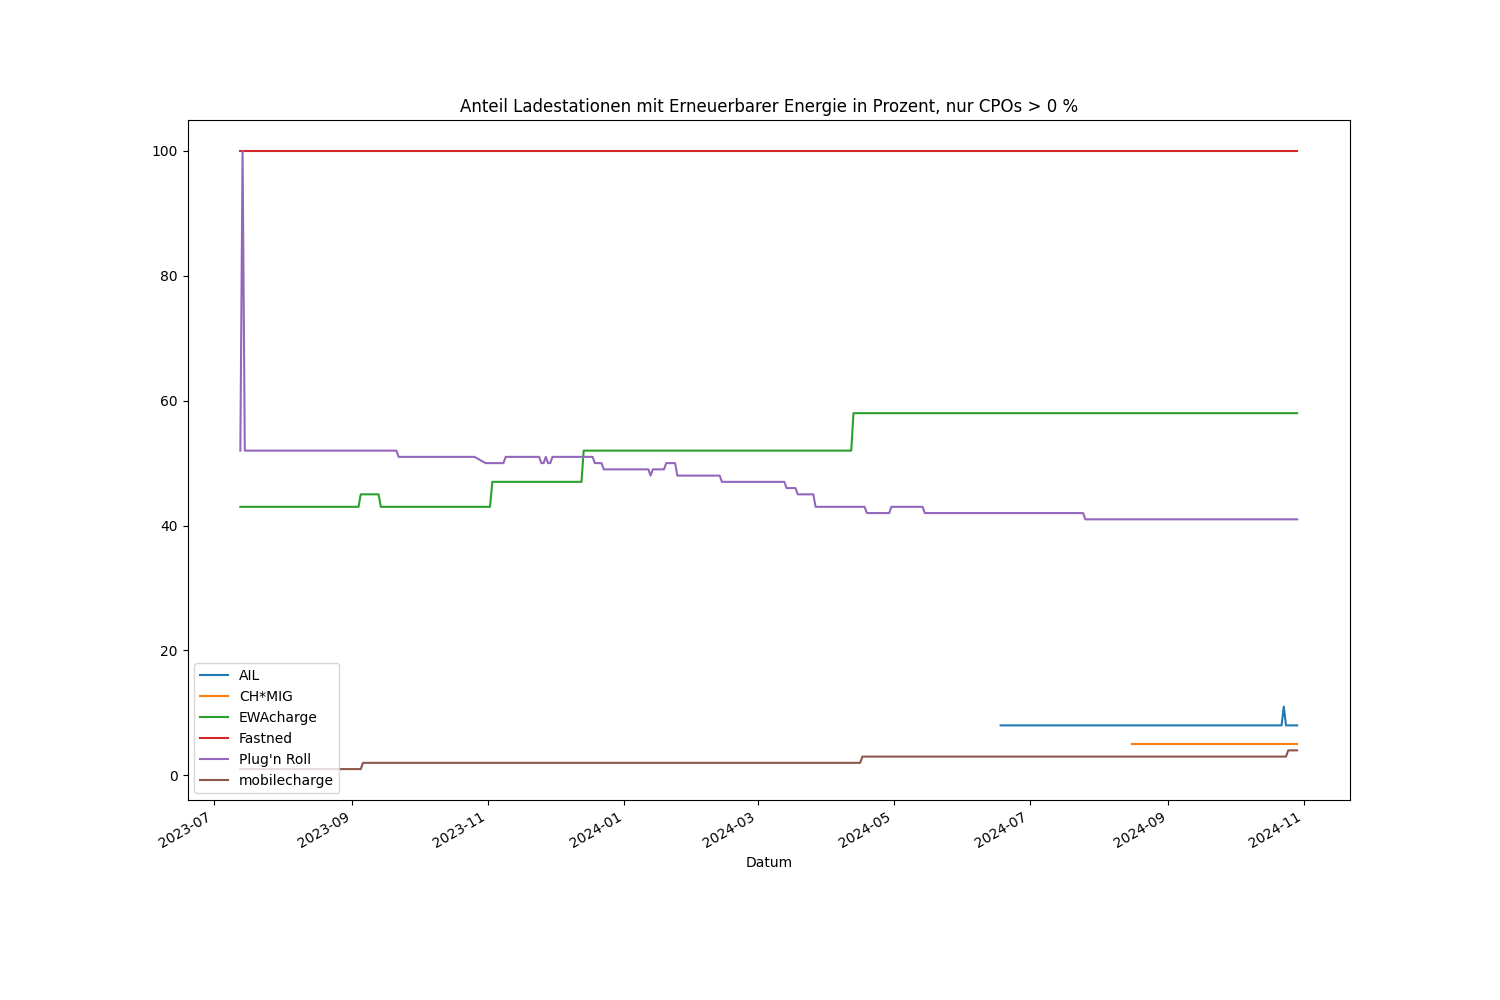 Anteil Ladestationen mit Erneuerbarer Energie in Prozent, nur CPOs > 0 %
100
80
60
40
20
0
AIL
CH*MIG
EWAcharge
Fastned
Plug'n Roll
mobilecharge
2023-07
2023-09
2023-11
2024-01
2024-03
2024-05
2024-07
2024-09
2024-11
Datum